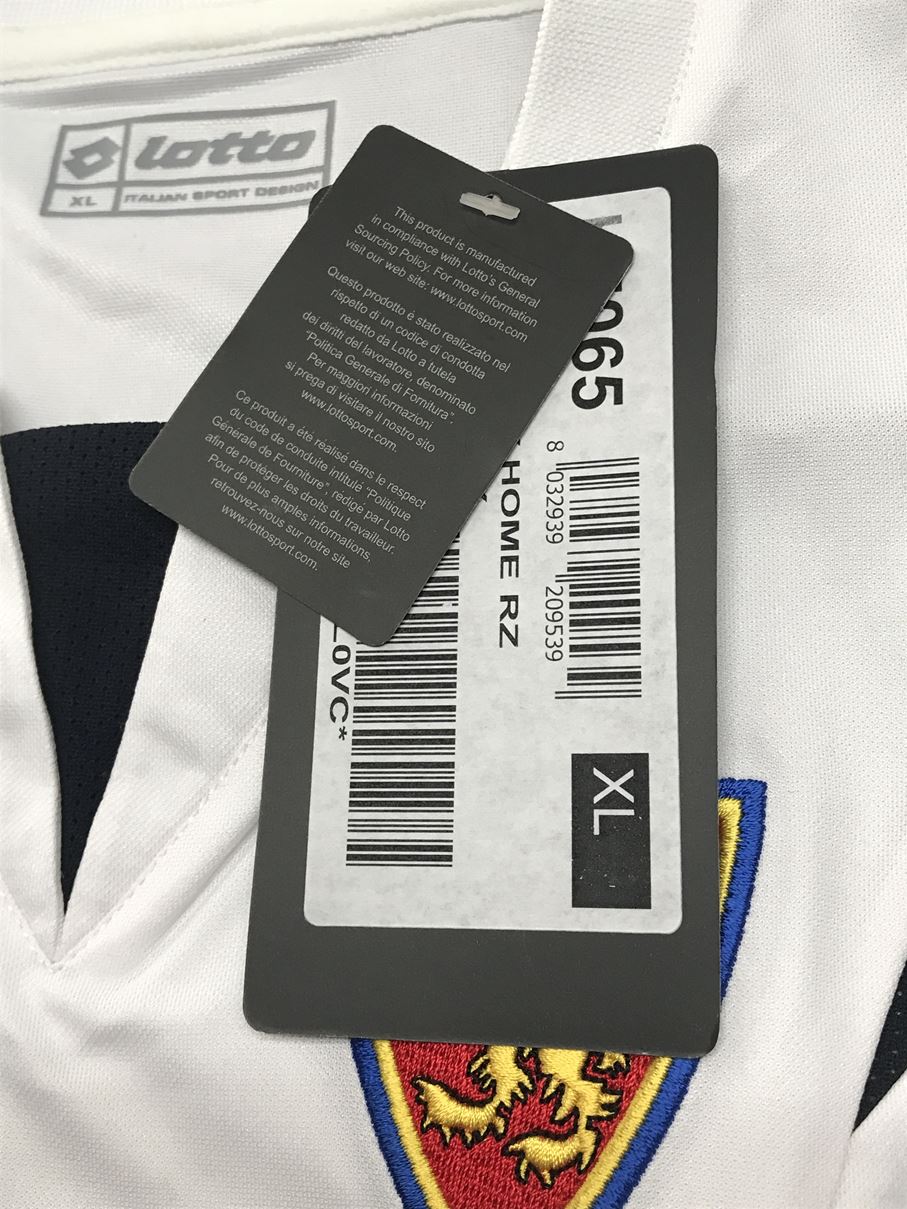 lotto
XL ITALIAN SPORT DESIGN
This product is manufactured
in compliance with Lotto's General
Sourcing Policy. For more information
visit our web site: www.lottosport.com
Questo prodotto è stato realizzato nel
rispetto di un codice di condotta
redatto da Lotto a tutela
dei diritti del lavoratore, denominato
"Politica Generale di Fornitura".
Per maggiori informazioni
si prega di visitare il nostro sito
www.lottosport.com.
Ce produit a été réalisé dans le respect
du code de conduite intitulé "Politique
Générale de Fourniture", rédigé par Lotto
afin de protéger les droits du travailleur.
Pour de plus amples informations,
retrouvez-nous sur notre site
www.lottosport.com.
065
8 032939 209539
HOME RZ
XL
0VC*